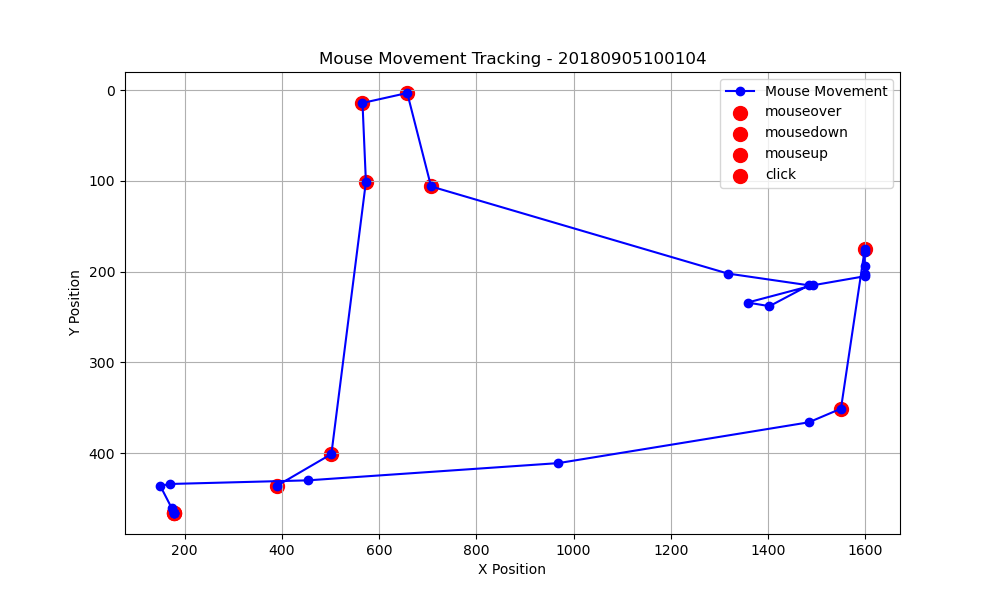 Mouse Movement Tracking - 20180905100104
Mouse Movement
mouseover
mousedown
mouseup
click
0
100
200
300
400
Y Position
200
400
600
800
1000
1200
1400
1600
X Position